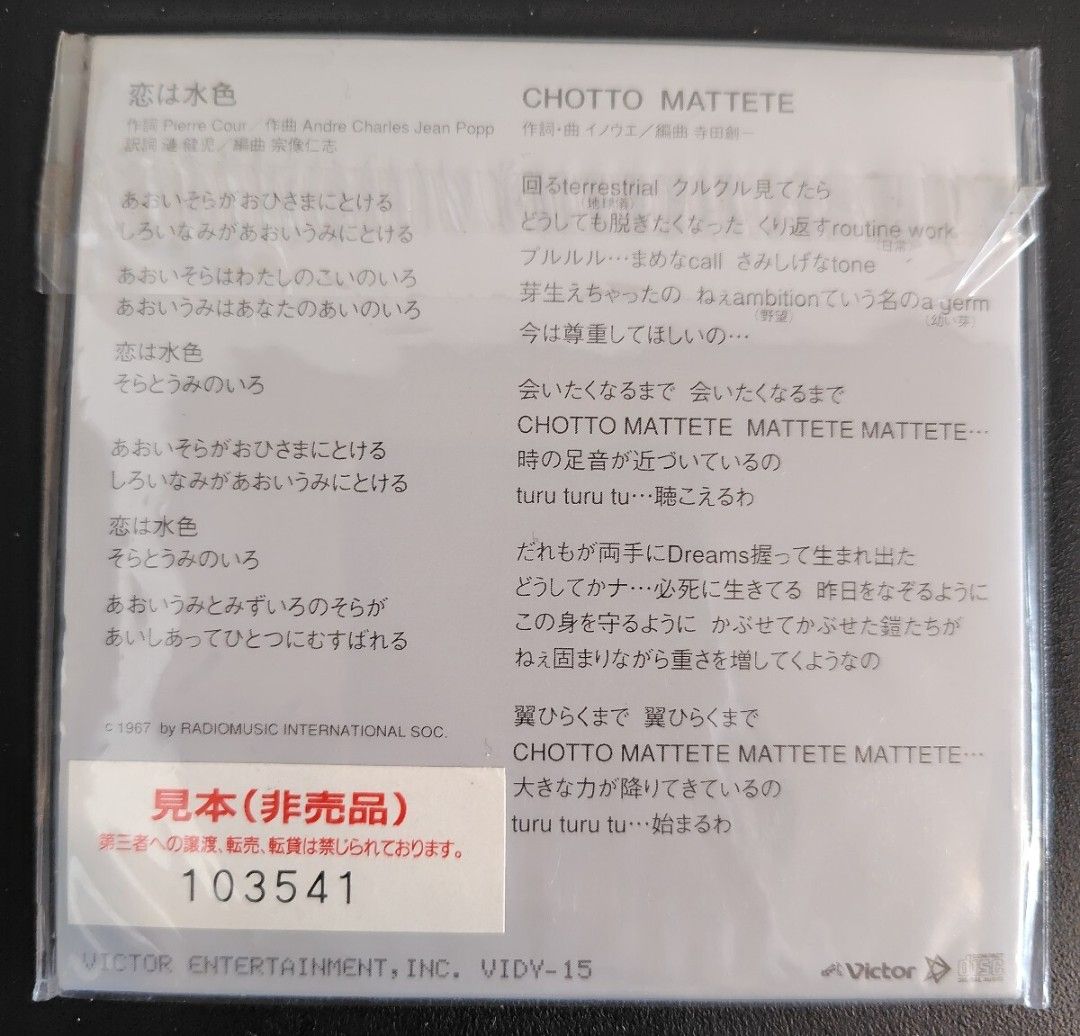 恋は水色
作詞 Pierre Cour／作曲 Andre Charles Jean Popp
訳詞 漣 健児／編曲 宗像仁志
あおいそらがおひさまにとける
しろいなみがあおいうみにとける
あおいそらはわたしのこいのいろ
あおいうみはあなたのあいのいろ
恋は水色
そらとうみのいろ
あおいそらがおひさまにとける
しろいなみがあおいうみにとける
恋は水色
そらとうみのいろ
あおいうみとみずいろのそらが
あいしあってひとつにむすばれる
© 1967 by RADIOMUSIC INTERNATIONAL SOC.
CHOTTO MATTETE
作詞・曲 イノウエ／編曲 寺田創一
回るterrestrial クルクル見てたら
(地球儀)
どうしても脱ぎたくなった くり返すroutine work
(日常)
プルルル…まめなcall さみしげなtone
芽生えちゃったの ねぇambitionていう名のa germ
(野望) (幼い芽)
今は尊重してほしいの…
会いたくなるまで 会いたくなるまで
CHOTTO MATTETE MATTETE MATTETE…
時の足音が近づいているの
turu turu tu…聴こえるわ
だれもが両手にDreams握って生まれ出た
どうしてかナ…必死に生きてる 昨日をなぞるように
この身を守るように かぶせてかぶせた鎧たちが
ねぇ固まりながら重さを増してくようなの
翼ひらくまで 翼ひらくまで
CHOTTO MATTETE MATTETE MATTETE…
大きな力が降りてきているの
turu turu tu…始まるわ
見本(非売品)
第三者への譲渡、転売、転貸は禁じられております。
103541
VICTOR ENTERTAINMENT,INC. VIDY-15
Victor
disc